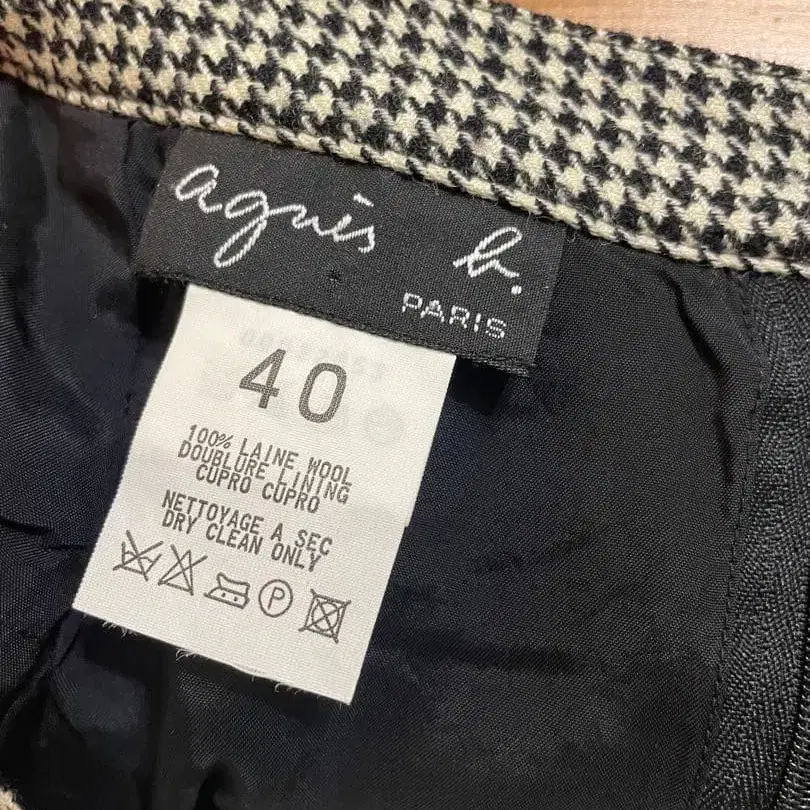 agnès b.
PARIS
40
100% LAINE WOOL
DOUBLURE LINING
CUPRO CUPRO
NETTOYAGE A SEC
DRY CLEAN ONLY
P